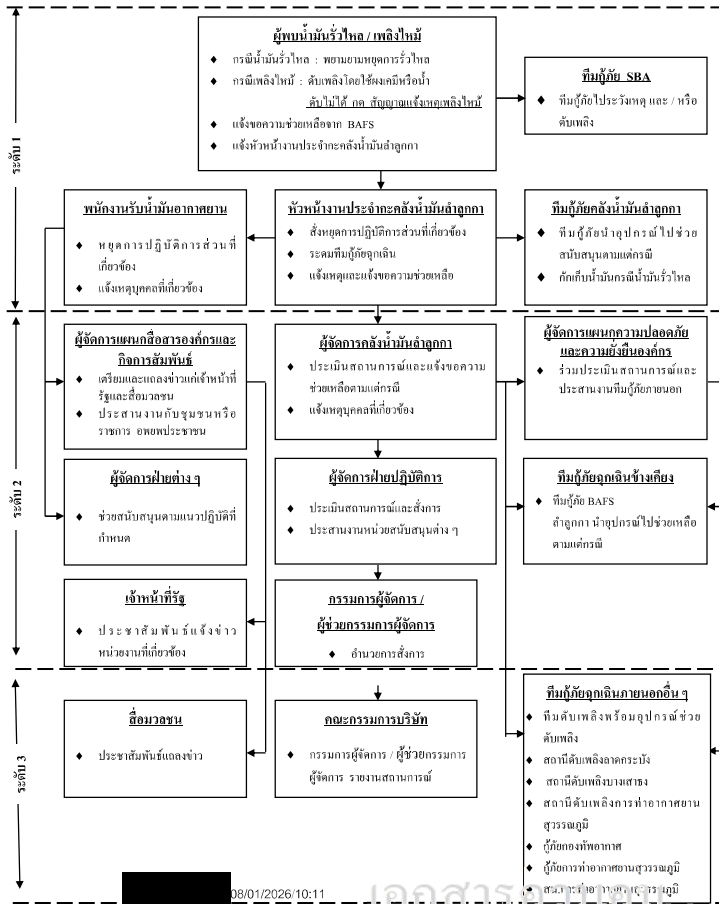 ระดับ 1
ผู้พบน้ำมันรั่วไหล / เพลิงไหม้
♦ กรณีน้ำมันรั่วไหล : พยายามหยุดการรั่วไหล
♦ กรณีเพลิงไหม้ : ดับเพลิงโดยใช้ผงเคมีหรือน้ำ
ดับไม่ได้ กด สัญญาณแจ้งเหตุเพลิงไหม้
♦ แจ้งขอความช่วยเหลือจาก BAFS
♦ แจ้งหัวหน้างานประจำกะคลังน้ำมันลำลูกกา
ทีมกู้ภัย SBA
♦ ทีมกู้ภัยไประวังเหตุ และ / หรือ
ดับเพลิง
พนักงานรับน้ำมันอากาศยาน
♦ หยุดการปฏิบัติการส่วนที่
เกี่ยวข้อง
♦ แจ้งเหตุบุคคลที่เกี่ยวข้อง
หัวหน้างานประจำกะคลังน้ำมันลำลูกกา
♦ สั่งหยุดการปฏิบัติการส่วนที่เกี่ยวข้อง
♦ ระดมทีมกู้ภัยฉุกเฉิน
♦ แจ้งเหตุและแจ้งขอความช่วยเหลือ
ทีมกู้ภัยคลังน้ำมันลำลูกกา
♦ ทีมกู้ภัยนำอุปกรณ์ไปช่วย
สนับสนุนตามแต่กรณี
♦ กักเก็บน้ำมันกรณีน้ำมันรั่วไหล
ระดับ 2
ผู้จัดการแผนกสื่อสารองค์กรและ
กิจการสัมพันธ์
♦ เตรียมและแถลงข่าวแก่เจ้าหน้าที่
รัฐและสื่อมวลชน
♦ ประสานงานกับชุมชนหรือ
ราชการ อพยพประชาชน
ผู้จัดการคลังน้ำมันลำลูกกา
♦ ประเมินสถานการณ์และแจ้งขอความ
ช่วยเหลือตามแต่กรณี
♦ แจ้งเหตุบุคคลที่เกี่ยวข้อง
ผู้จัดการแผนกความปลอดภัย
และความยั่งยืนองค์กร
♦ ร่วมประเมินสถานการณ์และ
ประสานงานทีมกู้ภัยภายนอก
ผู้จัดการฝ่ายต่าง ๆ
♦ ช่วยสนับสนุนตามแนวปฏิบัติที่
กำหนด
ผู้จัดการฝ่ายปฏิบัติการ
♦ ประเมินสถานการณ์และสั่งการ
♦ ประสานงานหน่วยสนับสนุนต่าง ๆ
ทีมกู้ภัยฉุกเฉินข้างเคียง
♦ ทีมกู้ภัย BAFS
ลำลูกกา นำอุปกรณ์ไปช่วยเหลือ
ตามแต่กรณี
เจ้าหน้าที่รัฐ
♦ ประชาสัมพันธ์แจ้งข่าว
หน่วยงานที่เกี่ยวข้อง
กรรมการผู้จัดการ /
ผู้ช่วยกรรมการผู้จัดการ
♦ อำนวยการสั่งการ
ระดับ 3
สื่อมวลชน
♦ ประชาสัมพันธ์แถลงข่าว
คณะกรรมการบริษัท
♦ กรรมการผู้จัดการ / ผู้ช่วยกรรมการ
ผู้จัดการ รายงานสถานการณ์
ทีมกู้ภัยฉุกเฉินภายนอกอื่น ๆ
♦ ทีมดับเพลิงพร้อมอุปกรณ์ช่วย
ดับเพลิง
♦ สถานีดับเพลิงลาดกระบัง
♦ สถานีดับเพลิงบางเสาธง
♦ สถานีดับเพลิงการท่าอากาศยาน
สุวรรณภูมิ
♦ กู้ภัยกองทัพอากาศ
♦ กู้ภัยการท่าอากาศยานสุวรรณภูมิ
08/01/2026/10:11